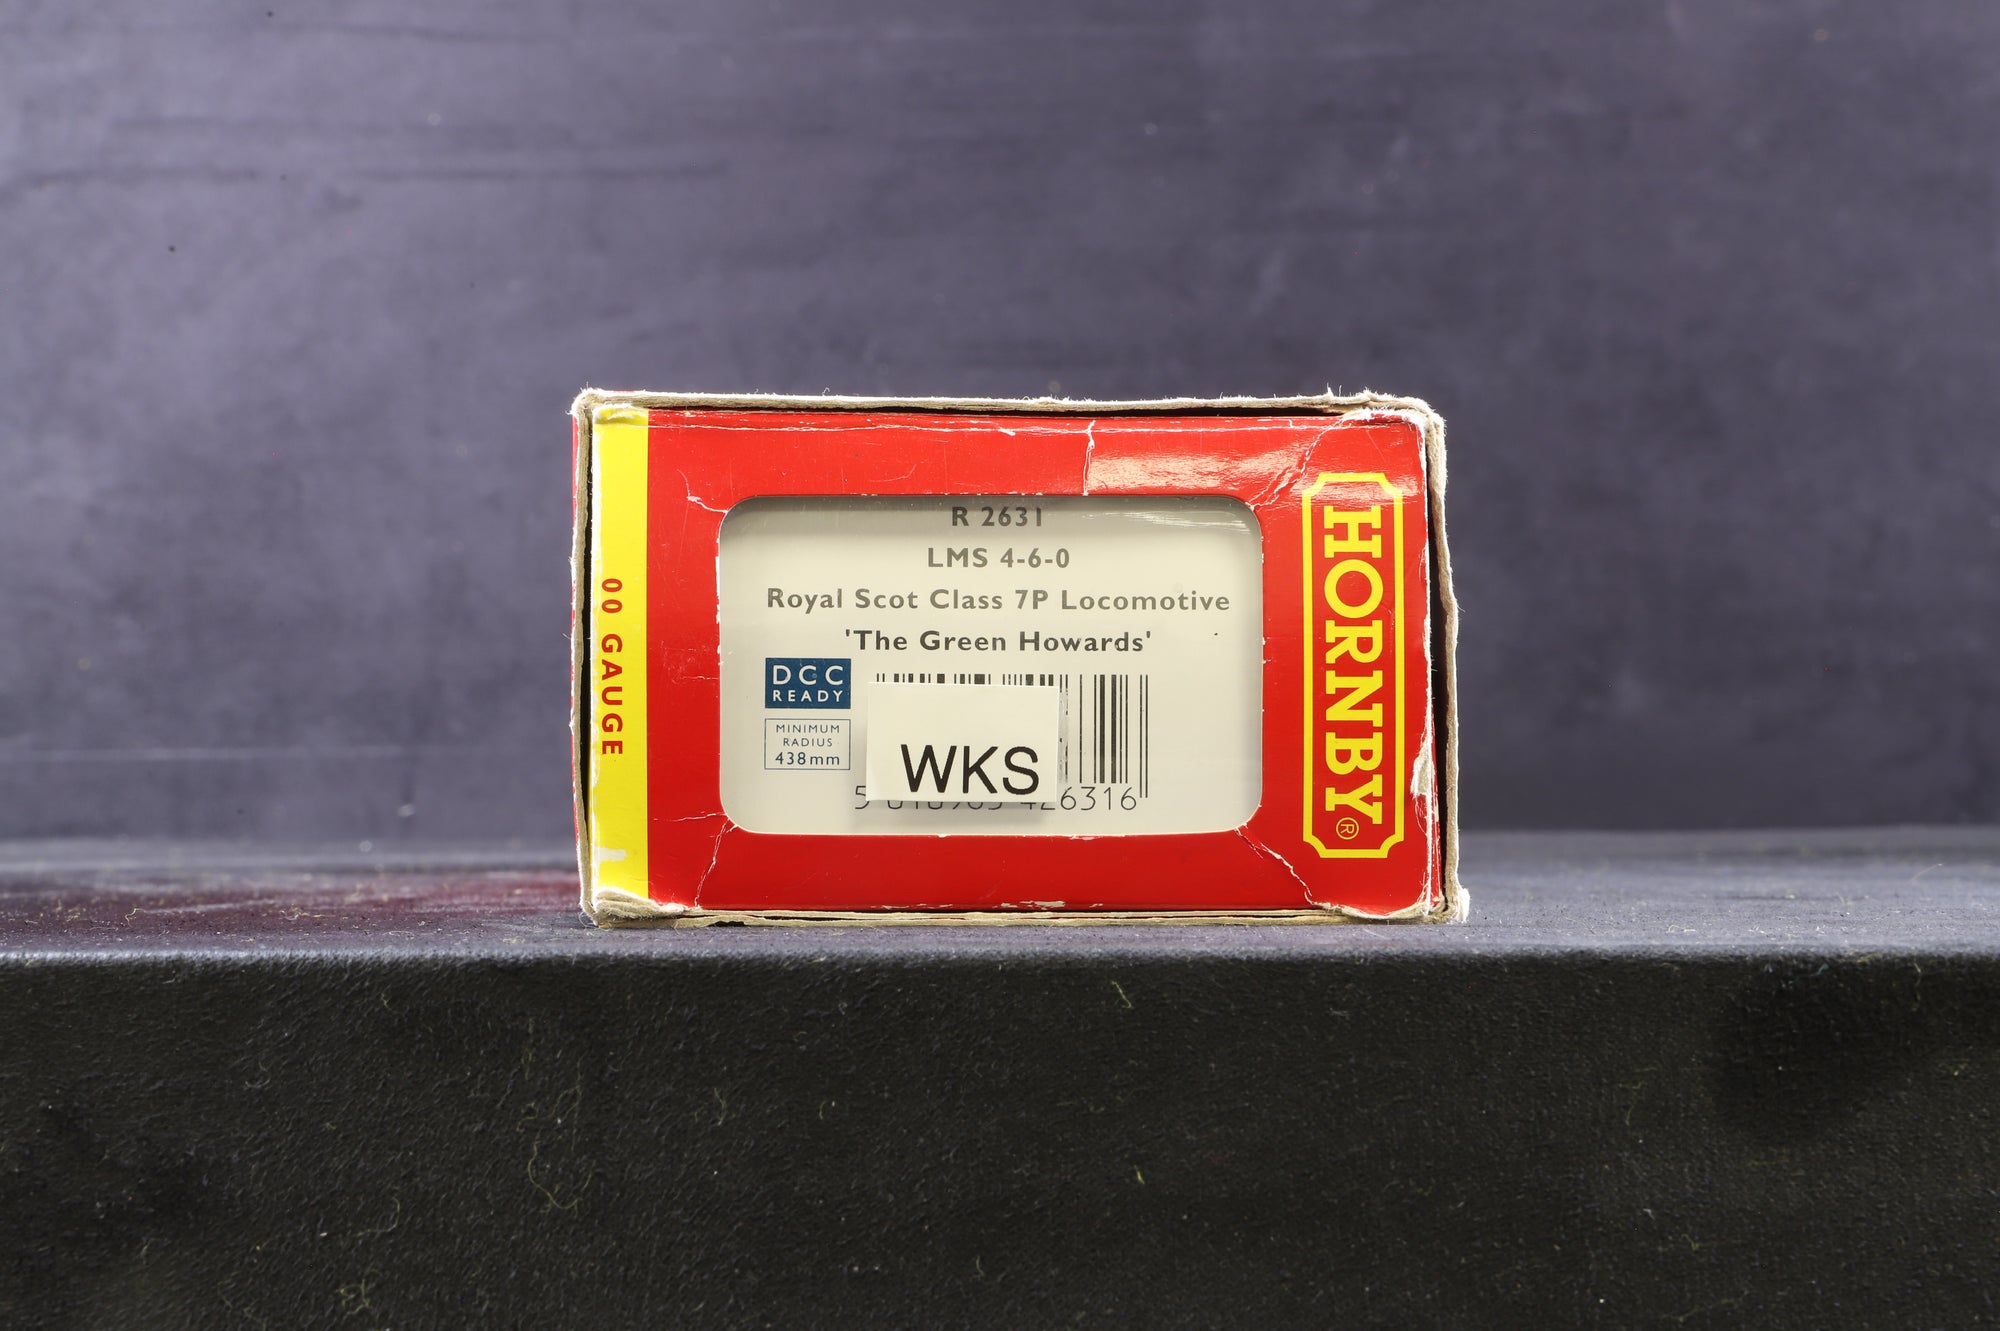 R 2631
LMS 4-6-0
Royal Scot Class 7P Locomotive
'The Green Howards'
DCC
READY
MINIMUM
RADIUS
438mm
WKS
26316
00 GAUGE
HORNBY®